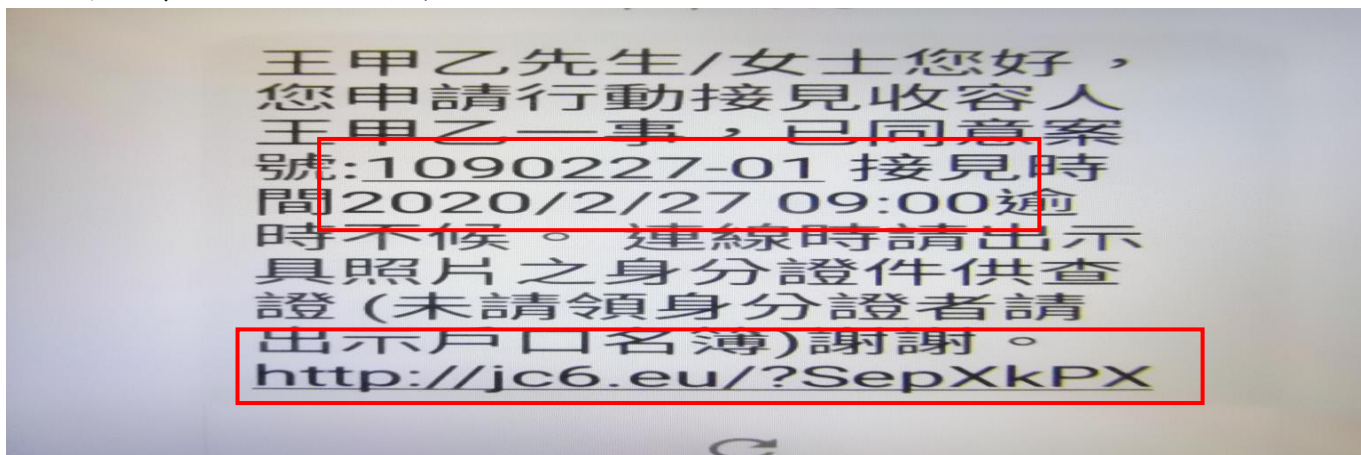 王甲乙先生/女士您好，
您申請行動接見收容人
王甲乙一事，已同意案
號:1090227-01 接見時
間2020/2/27 09:00逾
時不候。 連線時請出示
具照片之身分證件供查
證 (未請領身分證者請
出示戶口名簿)謝謝。
http://jc6.eu/?SepXkPX